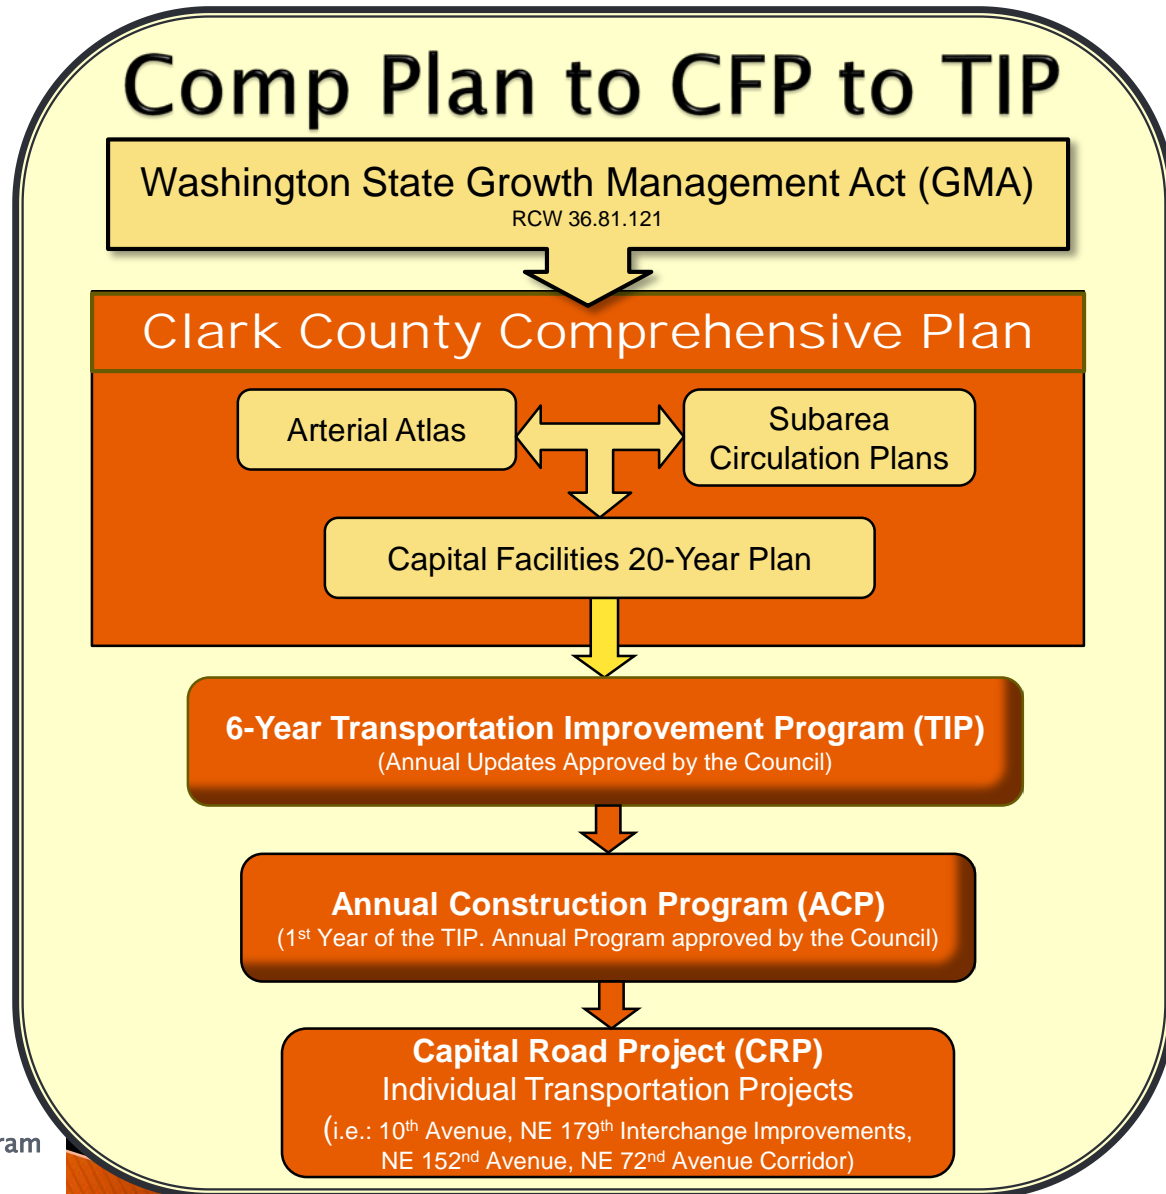 Comp Plan to CFP to TIP
Washington State Growth Management Act (GMA)
RCW 36.81.121
Clark County Comprehensive Plan
Arterial Atlas
Subarea
Circulation Plans
Capital Facilities 20-Year Plan
6-Year Transportation Improvement Program (TIP)
(Annual Updates Approved by the Council)
Annual Construction Program (ACP)
(1st Year of the TIP. Annual Program approved by the Council)
Capital Road Project (CRP)
Individual Transportation Projects
(i.e.: 10th Avenue, NE 179th Interchange Improvements,
NE 152nd Avenue, NE 72nd Avenue Corridor)